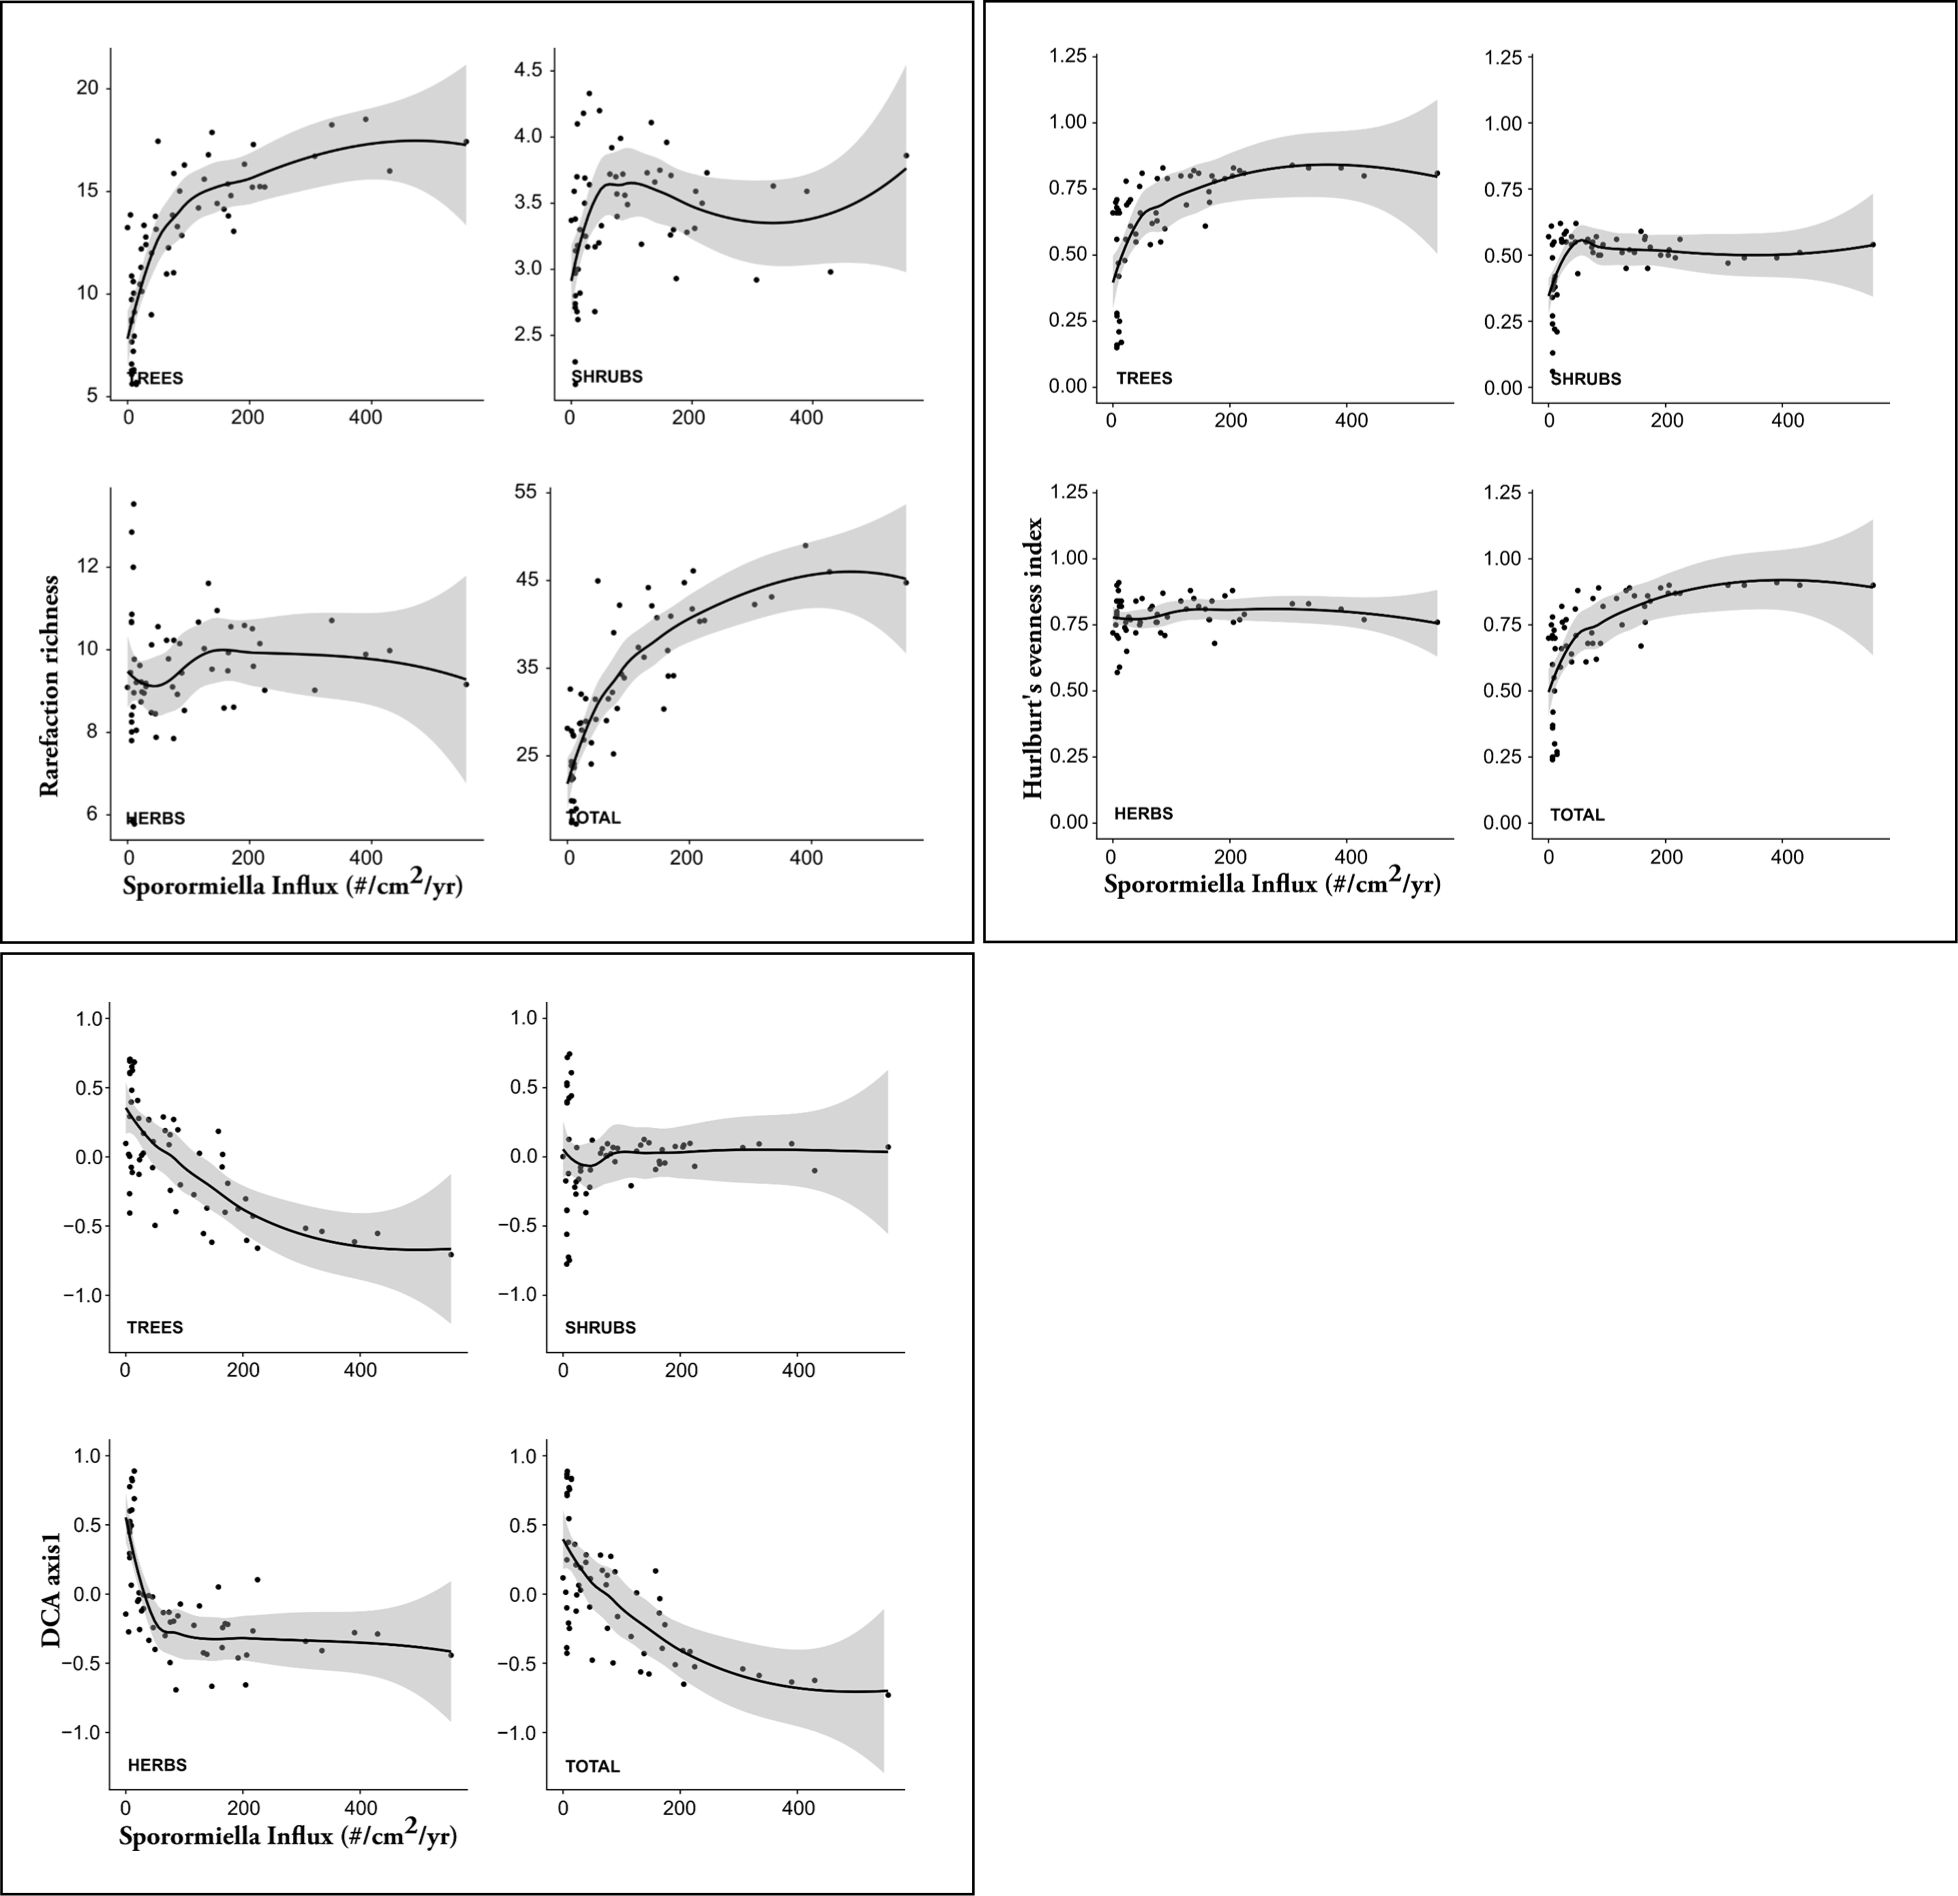 20
15
10
5
TREES
0 200 400
4.5
4.0
3.5
3.0
2.5
SHRUBS
0 200 400
Rarefaction richness
12
10
8
6
HERBS
0 200 400
Sporormiella Influx (#/cm2/yr)
55
45
35
25
TOTAL
0 200 400
1.25
1.00
0.75
0.50
0.25
0.00
TREES
0 200 400
1.25
1.00
0.75
0.50
0.25
0.00
SHRUBS
0 200 400
Hurlburt's evenness index
1.25
1.00
0.75
0.50
0.25
0.00
HERBS
0 200 400
Sporormiella Influx (#/cm2/yr)
1.25
1.00
0.75
0.50
0.25
0.00
TOTAL
0 200 400
1.0
0.5
0.0
−0.5
−1.0
TREES
0 200 400
1.0
0.5
0.0
−0.5
−1.0
SHRUBS
0 200 400
DCA axis1
1.0
0.5
0.0
−0.5
−1.0
HERBS
0 200 400
Sporormiella Influx (#/cm2/yr)
1.0
0.5
0.0
−0.5
−1.0
TOTAL
0 200 400